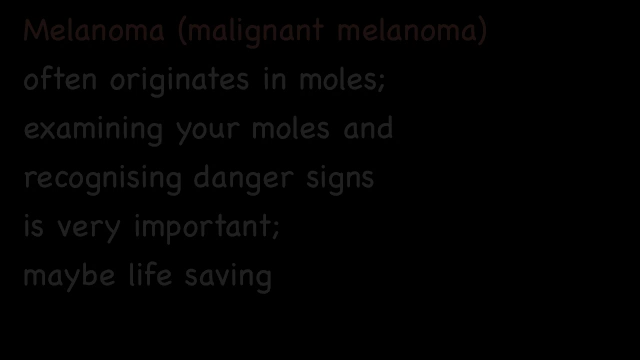 Melanoma (malignant melanoma)
often originates in moles;
examining your moles and
recognising danger signs
is very important;
maybe life saving